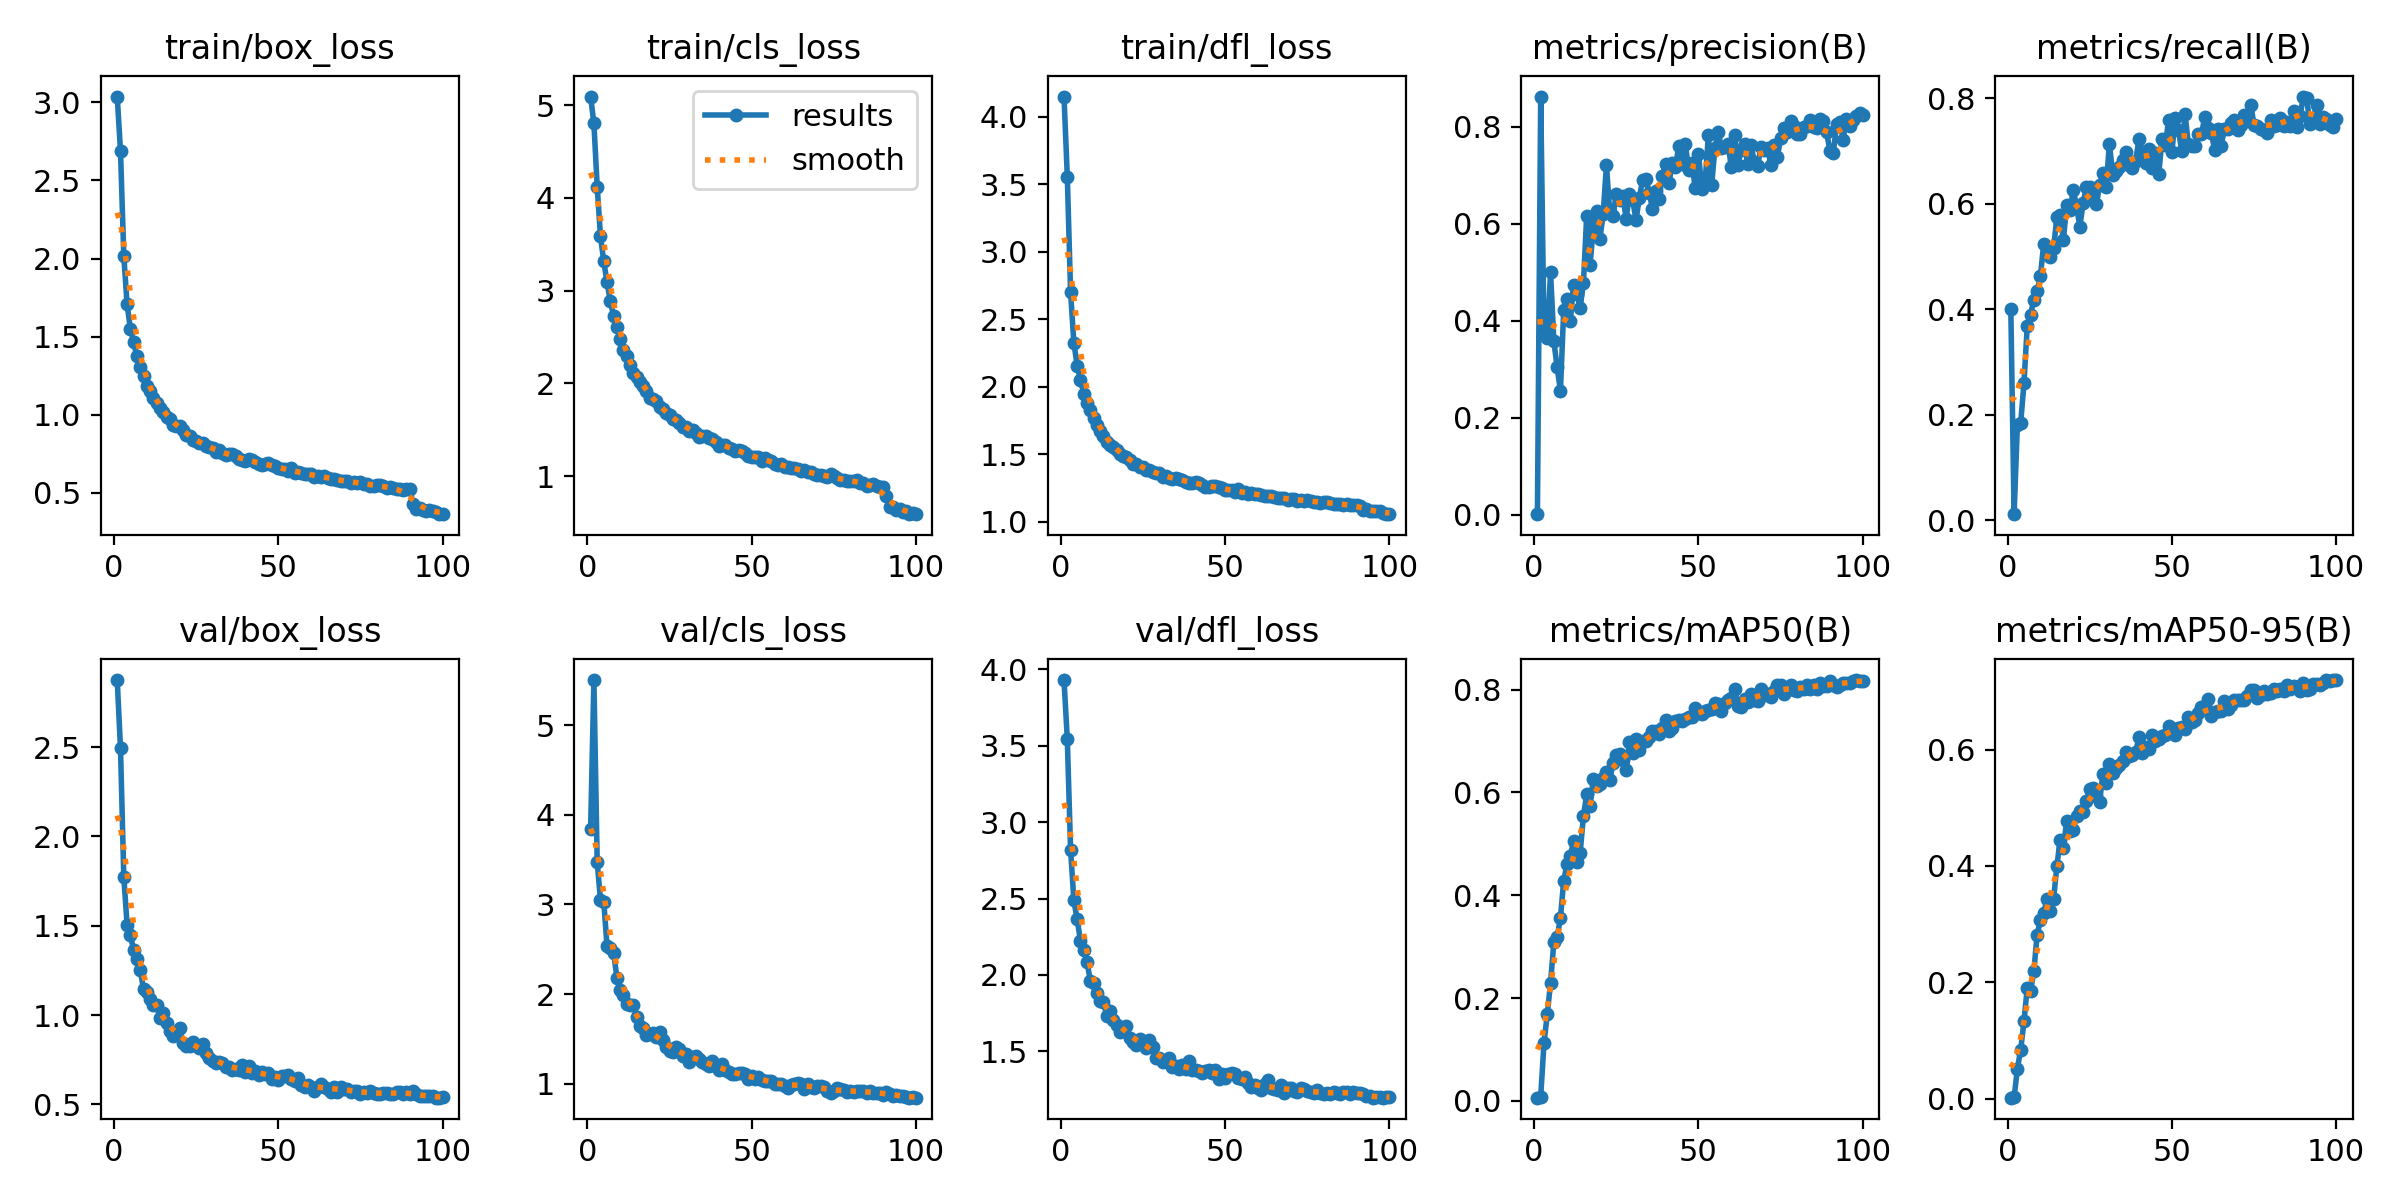 train/box_loss
3.0
2.5
2.0
1.5
1.0
0.5
0 50 100
train/cls_loss
results
smooth
5
4
3
2
1
0 50 100
train/dfl_loss
4.0
3.5
3.0
2.5
2.0
1.5
1.0
0 50 100
metrics/precision(B)
0.8
0.6
0.4
0.2
0.0
0 50 100
metrics/recall(B)
0.8
0.6
0.4
0.2
0.0
0 50 100
val/box_loss
2.5
2.0
1.5
1.0
0.5
0 50 100
val/cls_loss
5
4
3
2
1
0 50 100
val/dfl_loss
4.0
3.5
3.0
2.5
2.0
1.5
0 50 100
metrics/mAP50(B)
0.8
0.6
0.4
0.2
0.0
0 50 100
metrics/mAP50-95(B)
0.6
0.4
0.2
0.0
0 50 100